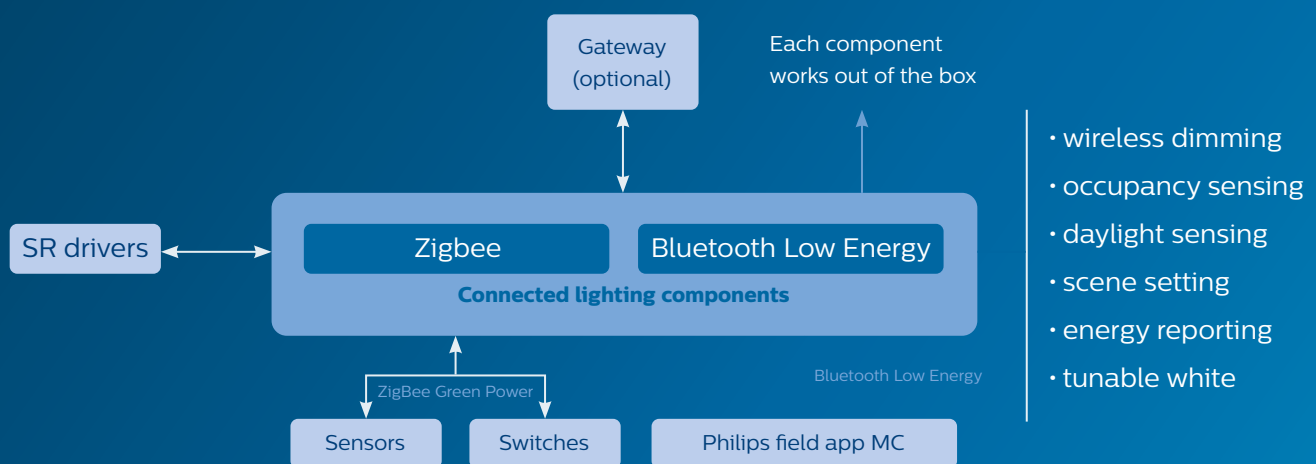 Gateway
(optional)
Each component
works out of the box
SR drivers
Zigbee
Bluetooth Low Energy
Connected lighting components
ZigBee Green Power
Bluetooth Low Energy
Sensors
Switches
Philips field app MC
· wireless dimming
· occupancy sensing
· daylight sensing
· scene setting
· energy reporting
· tunable white